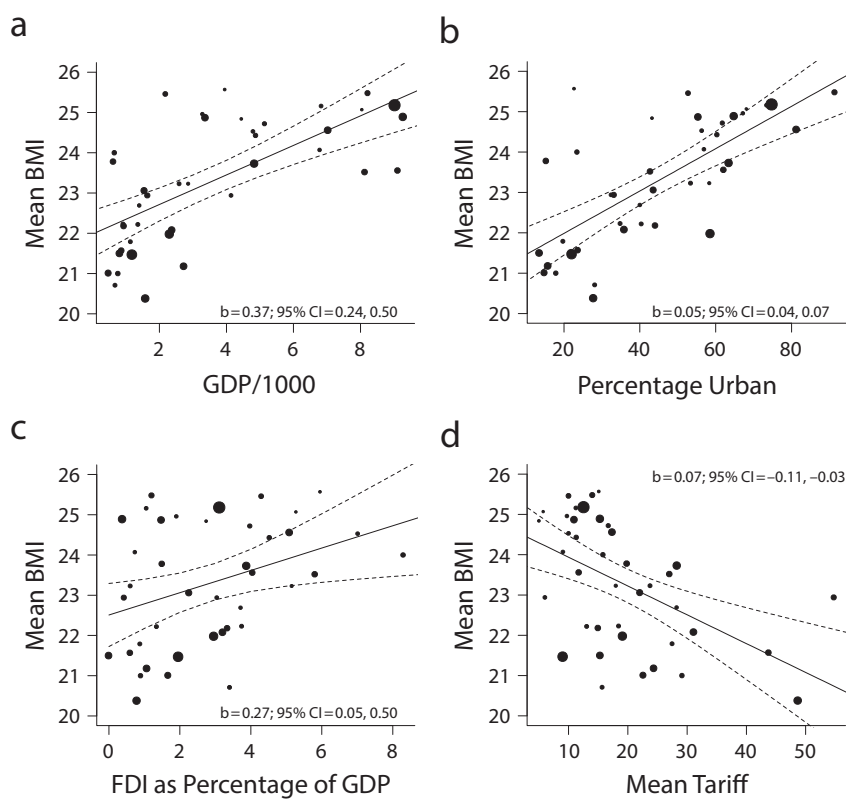 a
26
25
24
23
22
21
20
Mean BMI
b = 0.37; 95% CI = 0.24, 0.50
2 4 6 8
GDP/1000
b
26
25
24
23
22
21
20
Mean BMI
b = 0.05; 95% CI = 0.04, 0.07
20 40 60 80
Percentage Urban
c
26
25
24
23
22
21
20
Mean BMI
b = 0.27; 95% CI = 0.05, 0.50
0 2 4 6 8
FDI as Percentage of GDP
d
b = 0.07; 95% CI = –0.11, –0.03
26
25
24
23
22
21
20
Mean BMI
10 20 30 40 50
Mean Tariff